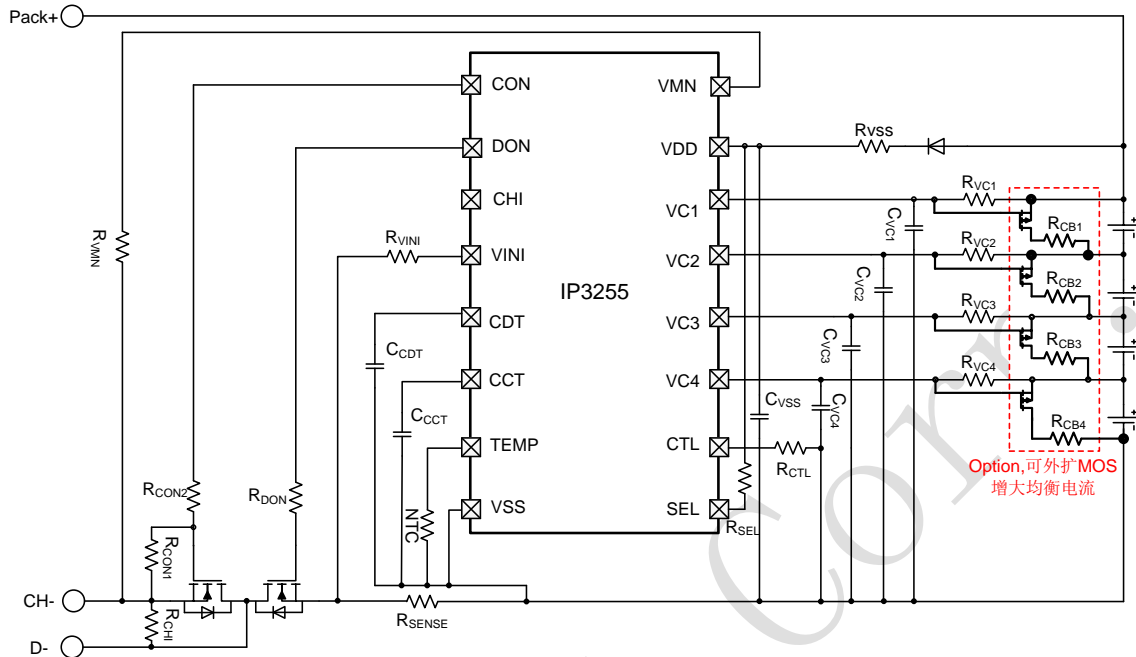 Pack+
CON
DON
CHI
VINI
CDT
CCT
TEMP
VSS
IP3255
VMN
VDD
VC1
VC2
VC3
VC4
CTL
SEL
RVMN
RCON2
RDON
RCON1
RCHI
RVINI
CCDT
CCCT
NTC
RSENSE
CH-
D-
Rvss
RVC1
RVC2
RVC3
RVC4
CVC1
CVC2
CVC3
CVC4
CVSS
RCTL
RSEL
RCB1
RCB2
RCB3
RCB4
+
-
+
-
+
-
+
-
Option,可外扩MOS
增大均衡电流
Corr.